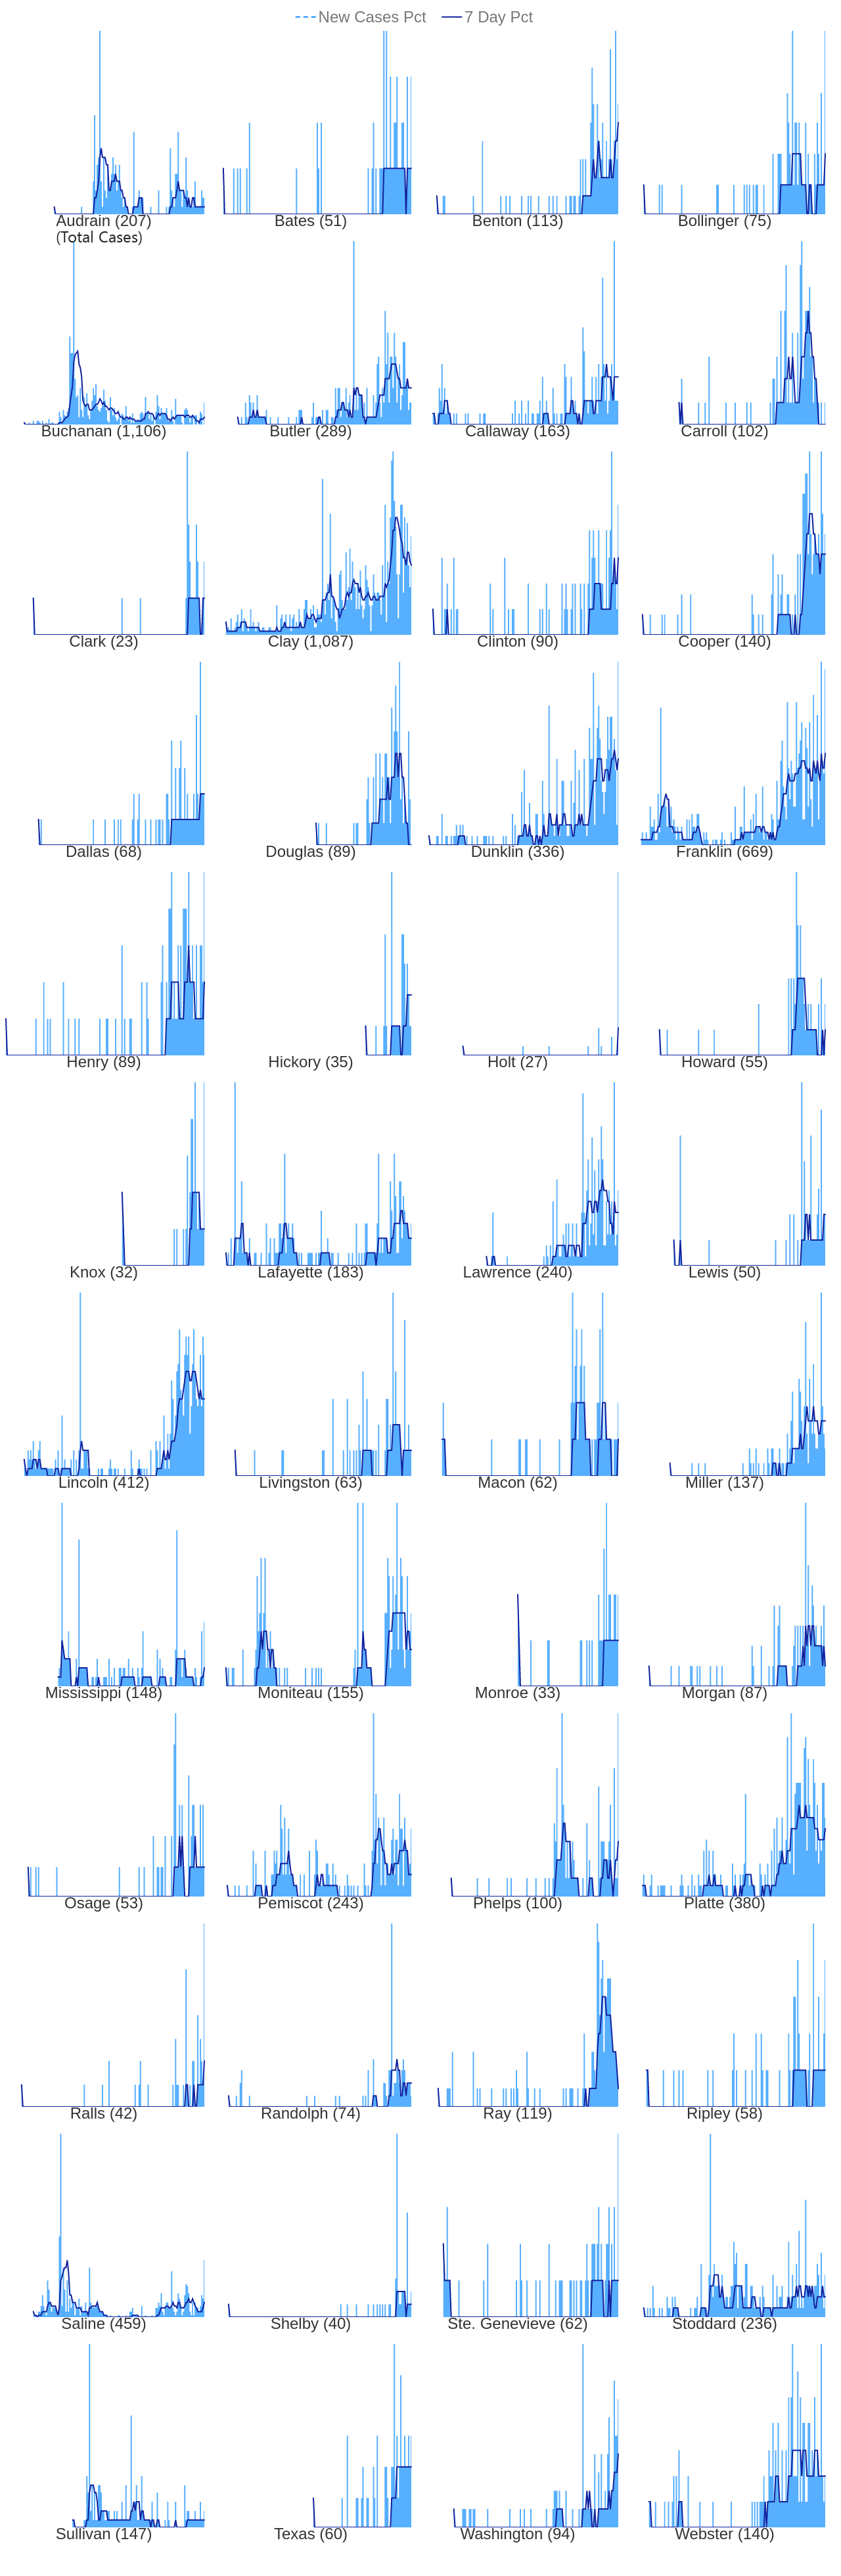 New Cases Pct 7 Day Pct
Audrain (207) Bates (51) Benton (113) Bollinger (75)
(Total Cases)
Buchanan (1,106) Butler (289) Callaway (163) Carroll (102)
Clark (23) Clay (1,087) Clinton (90) Cooper (140)
Dallas (68) Douglas (89) Dunklin (336) Franklin (669)
Henry (89) Hickory (35) Holt (27) Howard (55)
Knox (32) Lafayette (183) Lawrence (240) Lewis (50)
Lincoln (412) Livingston (63) Macon (62) Miller (137)
Mississippi (148) Moniteau (155) Monroe (33) Morgan (87)
Osage (53) Pemiscot (243) Phelps (100) Platte (380)
Ralls (42) Randolph (74) Ray (119) Ripley (58)
Saline (459) Shelby (40) Ste. Genevieve (62) Stoddard (236)
Sullivan (147) Texas (60) Washington (94) Webster (140)